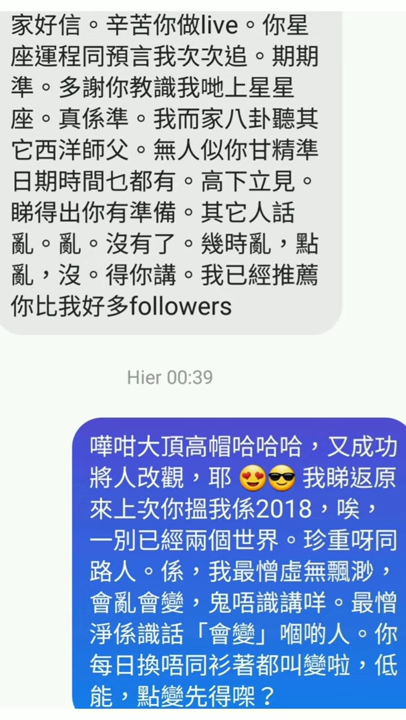 家好信。辛苦你做live。你星
座運程同預言我次次追。期期
準。多謝你教識我哋上星星
座。真係準。我而家八卦聽其
它西洋師父。無人似你甘精準
日期時間乜都有。高下立見。
睇得出你有準備。其它人話
亂。亂。沒有了。幾時亂，點
亂，沒。得你講。我已經推薦
你比我好多followers
Hier 00:39
嘩咁大頂高帽哈哈哈，又成功
將人改觀，耶 😍😎 我睇返原
來上次你搵我係2018，唉，
一別已經兩個世界。珍重呀同
路人。係，我最憎虛無飄渺，
會亂會變，鬼唔識講咩。最憎
淨係識話「會變」嗰啲人。你
每日換唔同衫著都叫變啦，低
能，點變先得㗎？